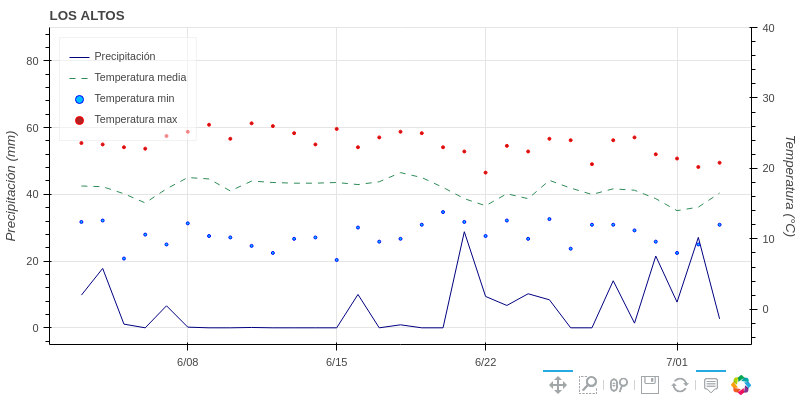 LOS ALTOS
Precipitación
Temperatura media
Temperatura min
Temperatura max
Precipitación (mm)
80
60
40
20
0
40
30
20
10
0
Temperatura (°C)
6/08
6/15
6/22
7/01